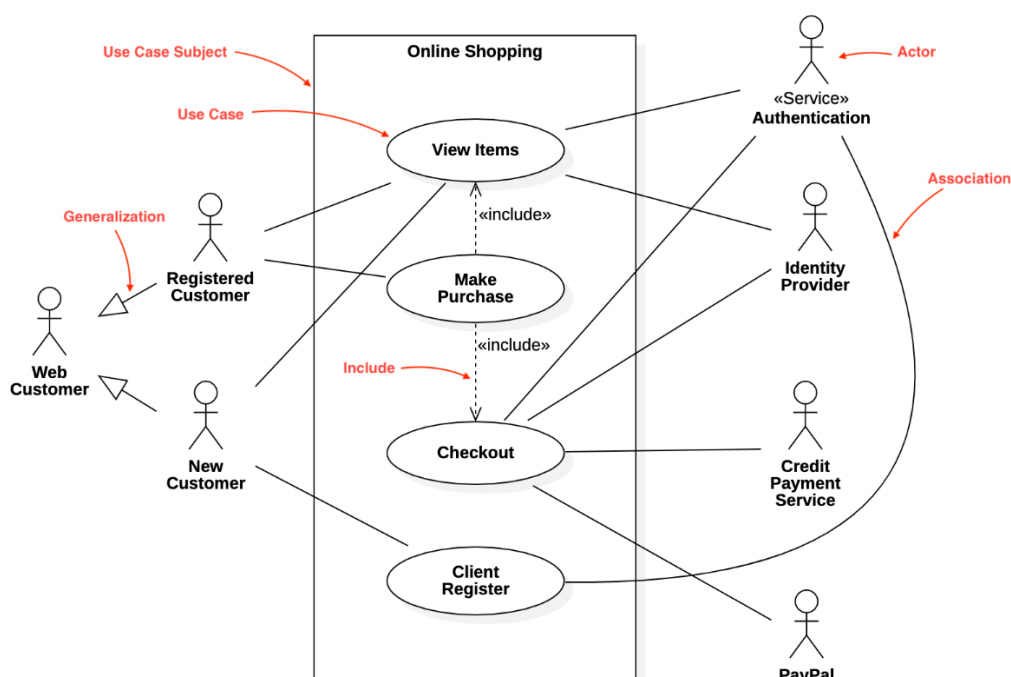 Use Case Subject
Online Shopping
Actor
«Service»
Authentication
Use Case
View Items
Association
Generalization
«include»
Registered
Customer
Make
Purchase
Identity
Provider
«include»
Web
Customer
Include
New
Customer
Checkout
Credit
Payment
Service
Client
Register
PayPal